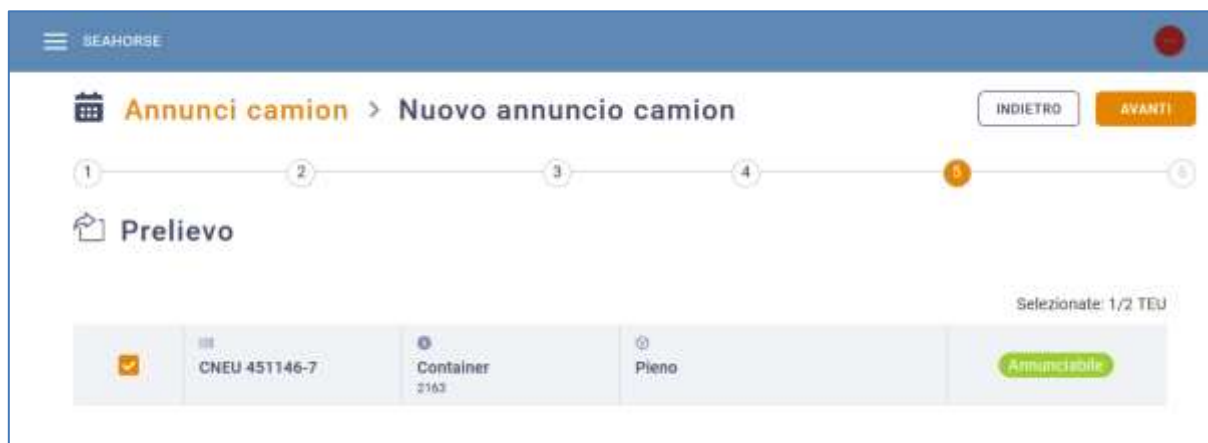 SEAHORSE
Annunci camion > Nuovo annuncio camion
INDIETRO
AVANTI
1
2
3
4
5
6
Prelievo
Selezionate: 1/2 TEU
CNEU 451146-7
Container
2163
Pieno
Annunciabile